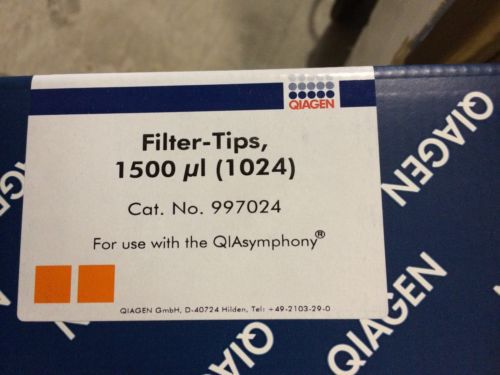 QIAGEN
Filter-Tips,
1500 µl (1024)
Cat. No. 997024
For use with the QIAsymphony®
QIAGEN GmbH, D-40724 Hilden, Tel: +49-2103-29-0
QIAGEN
QIAGEN
QIAGEN